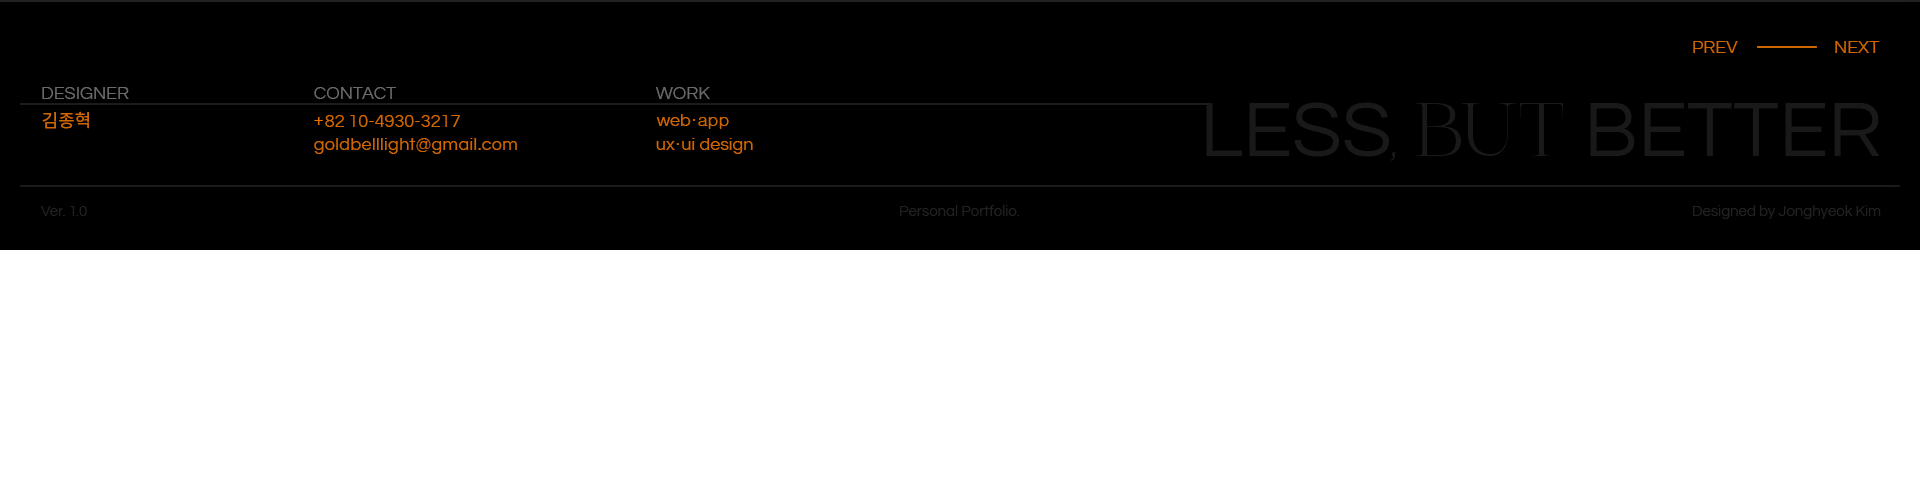 PREV NEXT
DESIGNER CONTACT WORK
김종혁 +82 10-4930-3217 web·app
goldbelllight@gmail.com ux·ui design
LESS, BUT BETTER
Ver. 1.0 Personal Portfolio. Designed by Jonghyeok Kim